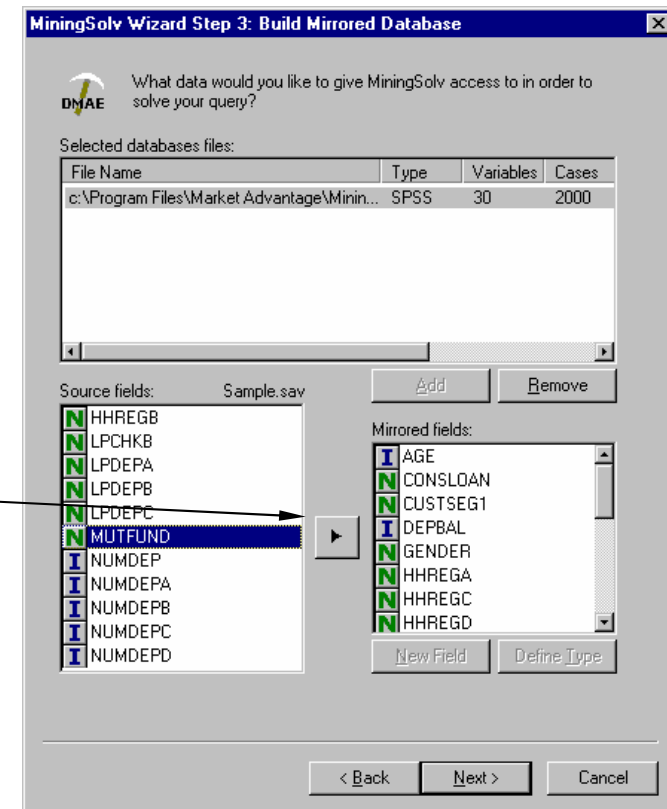 MiningSolv Wizard Step 3: Build Mirrored Database
DMAE
What data would you like to give MiningSolv access to in order to
solve your query?
Selected databases files:
File Name Type Variables Cases
c:\Program Files\Market Advantage\Minin... SPSS 30 2000
Add Remove
Source fields: Sample.sav
HHREGB
LPCHKB
LPDEPA
LPDEPB
LPDEPC
MUTFUND
NUMDEP
NUMDEPA
NUMDEPB
NUMDEPC
NUMDEPD
Mirrored fields:
AGE
CONSLOAN
CUSTSEG1
DEPBAL
GENDER
HHREGA
HHREGC
HHREGD
New Field Define Type
< Back Next > Cancel